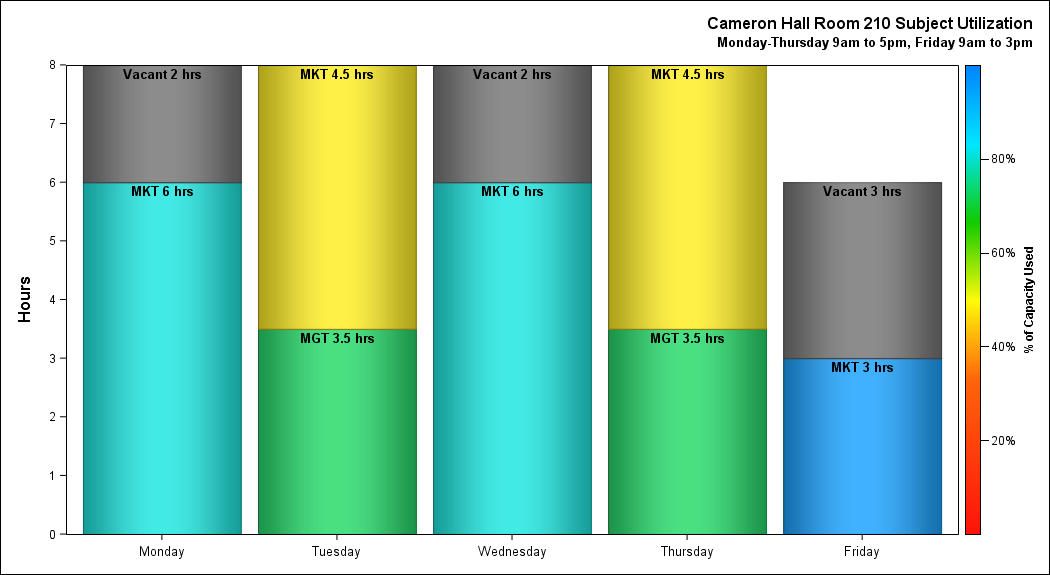 Cameron Hall Room 210 Subject Utilization
Monday-Thursday 9am to 5pm, Friday 9am to 3pm
Hours
8
7
6
5
4
3
2
1
0
Vacant 2 hrs
MKT 6 hrs
MKT 4.5 hrs
MGT 3.5 hrs
Vacant 2 hrs
MKT 6 hrs
MKT 4.5 hrs
MGT 3.5 hrs
Vacant 3 hrs
MKT 3 hrs
Monday
Tuesday
Wednesday
Thursday
Friday
80%
60%
40%
20%
% of Capacity Used